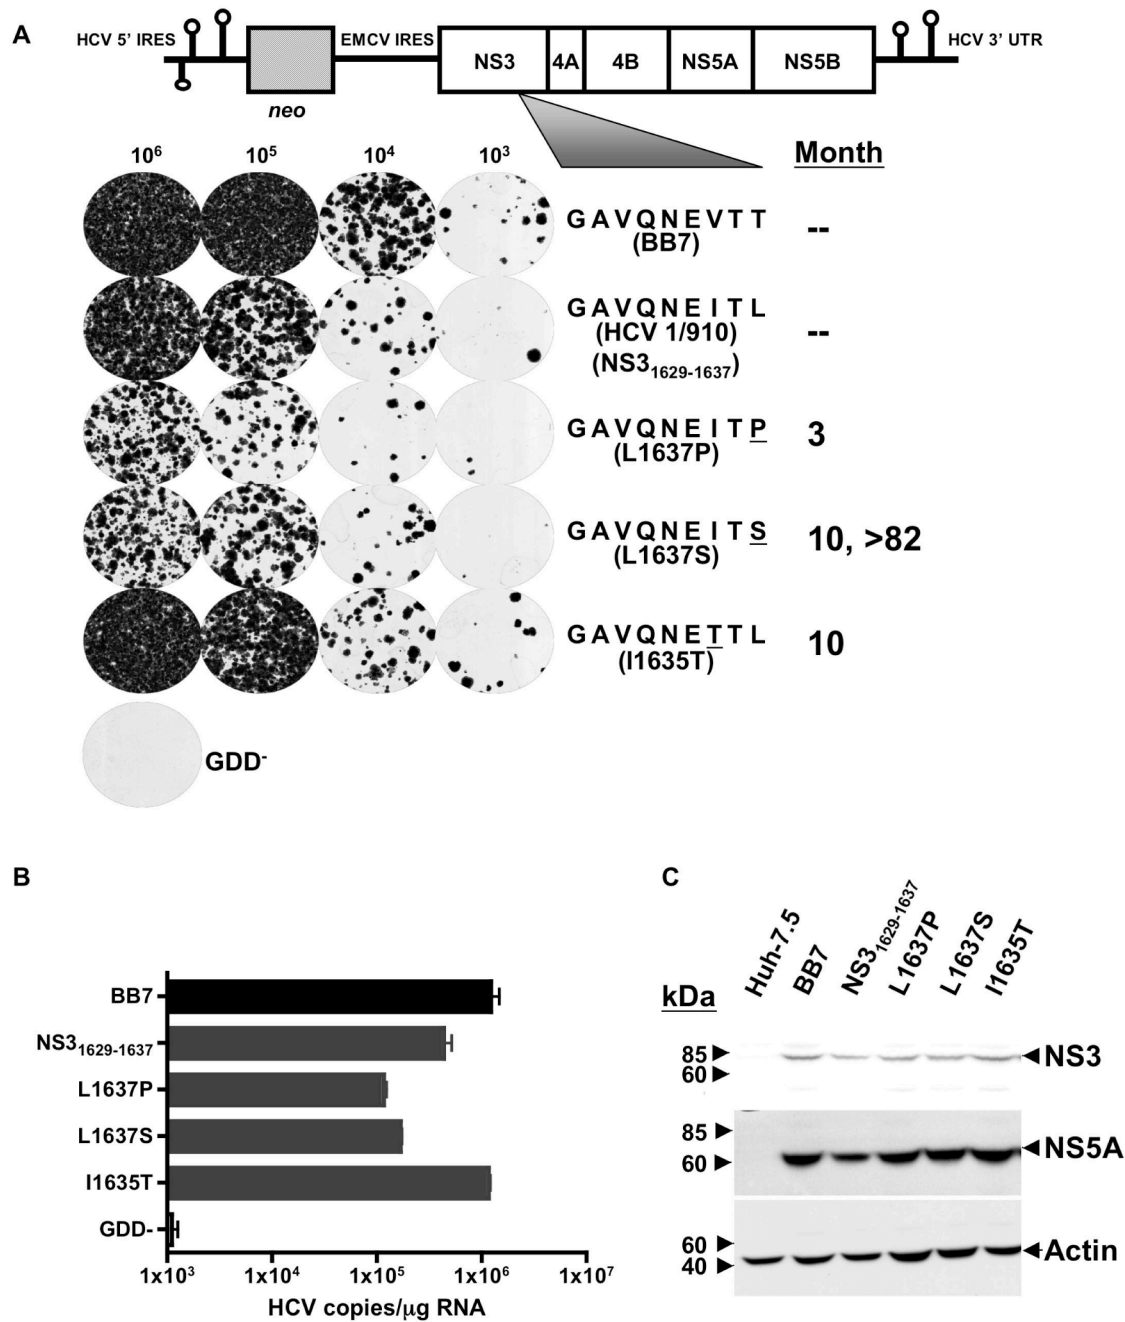 A
HCV 5' IRES
EMCV IRES
HCV 3' UTR
NS3 4A 4B NS5A NS5B
neo
10⁶ 10⁵ 10⁴ 10³
Month
GAVQNEVTT
(BB7)
--
GAVQNEITL
(HCV 1/910)
(NS3₁₆₂₉₋₁₆₃₇)
--
GAVQNEITP
(L1637P)
3
GAVQNEITS
(L1637S)
10, >82
GAVQNETTL
(I1635T)
10
GDD⁻
B
BB7
NS3₁₆₂₉₋₁₆₃₇
L1637P
L1637S
I1635T
GDD-
1x10³ 1x10⁴ 1x10⁵ 1x10⁶ 1x10⁷
HCV copies/μg RNA
C
Huh-7.5 BB7 NS3₁₆₂₉₋₁₆₃₇ L1637P L1637S I1635T
kDa
85
60
NS3
85
60
NS5A
60
40
Actin